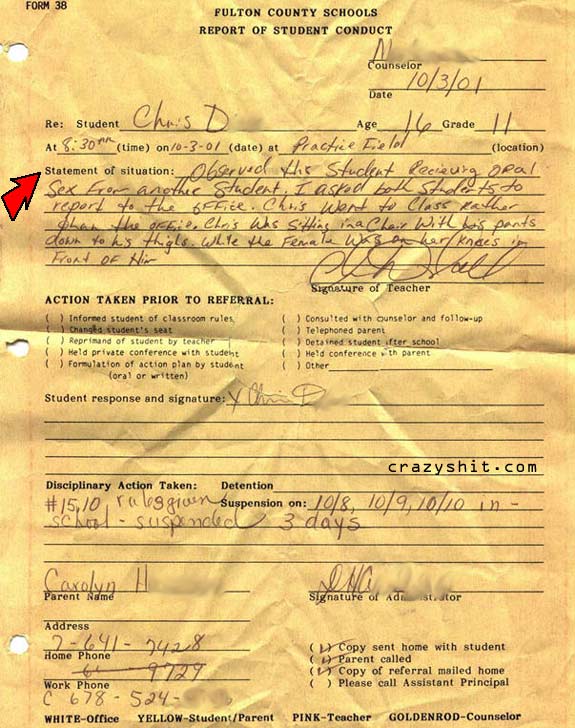 FORM 38
FULTON COUNTY SCHOOLS
REPORT OF STUDENT CONDUCT
Counselor
10/3/01
Date
Re: Student Chris D Age 16 Grade 11
At 8:30 (time) on 10-3-01 (date) at Practice Field (location)
Statement of situation: Observed this Student Recieving oral
Sex from another Student. I asked both Students to
report to the office. Chris Went to Class Rather
than the office. Chris Was Sitting in a Chair With his pants
down to his thighs. While the Female Was on her knees in
Front of Him
Signature of Teacher
ACTION TAKEN PRIOR TO REFERRAL:
( ) Informed student of classroom rules ( ) Consulted with counselor and follow-up
( ) Changed student's seat ( ) Telephoned parent
( ) Reprimand of student by teacher ( ) Detained student after school
( ) Held private conference with student ( ) Held conference with parent
( ) Formulation of action plan by student ( ) Other
(oral or written)
Student response and signature: X Chris D
crazyshit.com
Disciplinary Action Taken: Detention
#15,10 rules given Suspension on: 10/8, 10/9, 10/10 in-
school-suspended 3 days
Carolyn H
Parent Name Signature of Administrator
Address
Home Phone
Work Phone
Copy sent home with student
Parent called
Copy of referral mailed home
( ) Please call Assistant Principal
WHITE-Office YELLOW-Student/Parent PINK-Teacher GOLDENROD-Counselor